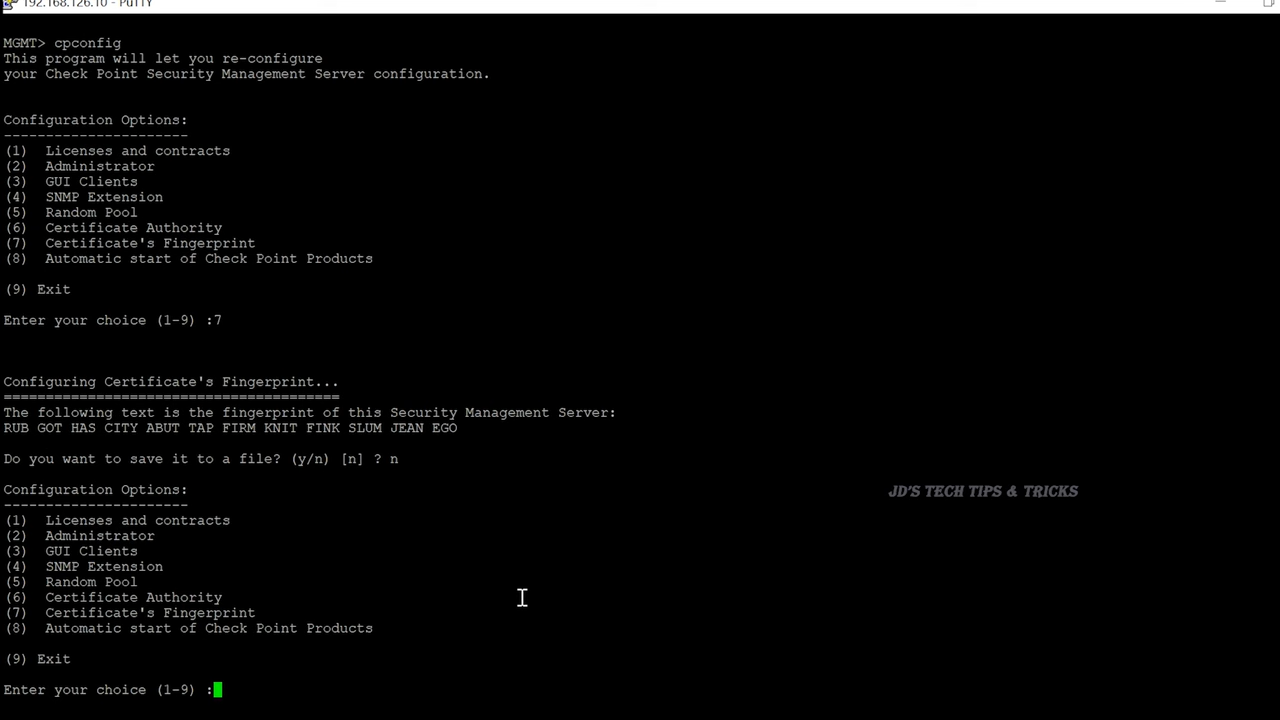 192.168.126.10 - PuTTY
MGMT> cpconfig
This program will let you re-configure
your Check Point Security Management Server configuration.
Configuration Options:
----------------------
(1)  Licenses and contracts
(2)  Administrator
(3)  GUI Clients
(4)  SNMP Extension
(5)  Random Pool
(6)  Certificate Authority
(7)  Certificate's Fingerprint
(8)  Automatic start of Check Point Products
(9) Exit
Enter your choice (1-9) :7
Configuring Certificate's Fingerprint...
========================================
The following text is the fingerprint of this Security Management Server:
RUB GOT HAS CITY ABUT TAP FIRM KNIT FINK SLUM JEAN EGO
Do you want to save it to a file? (y/n) [n] ? n
Configuration Options:
----------------------
JD'S TECH TIPS & TRICKS
(1)  Licenses and contracts
(2)  Administrator
(3)  GUI Clients
(4)  SNMP Extension
(5)  Random Pool
(6)  Certificate Authority
(7)  Certificate's Fingerprint
(8)  Automatic start of Check Point Products
(9) Exit
Enter your choice (1-9) :